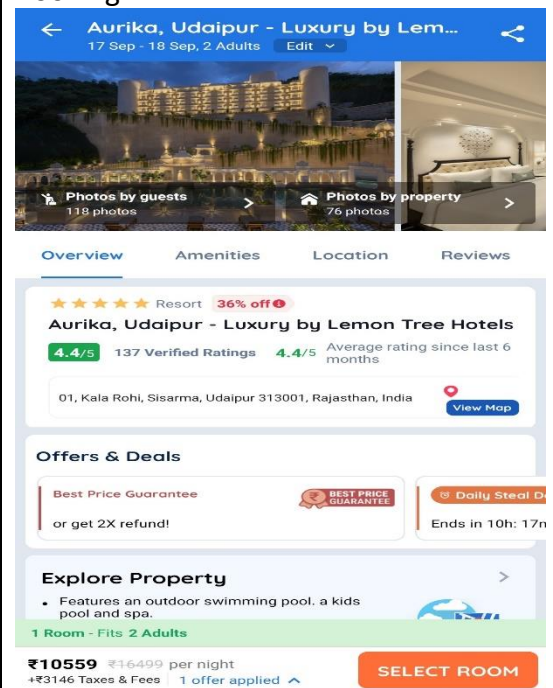 Aurika, Udaipur - Luxury by Lem...
17 Sep - 18 Sep, 2 Adults Edit
Photos by guests
118 photos
Photos by property
76 photos
Overview Amenities Location Reviews
Resort 36% off
Aurika, Udaipur - Luxury by Lemon Tree Hotels
4.4/5 137 Verified Ratings 4.4/5 Average rating since last 6
months
01, Kala Rohi, Sisarma, Udaipur 313001, Rajasthan, India
View Map
Offers & Deals
Best Price Guarantee
BEST PRICE
GUARANTEE
or get 2X refund!
Daily Steal D
Ends in 10h: 17
Explore Property
• Features an outdoor swimming pool. a kids
pool and spa.
1 Room - Fits 2 Adults
₹10559 ₹16499 per night
+₹3146 Taxes & Fees 1 offer applied
SELECT ROOM